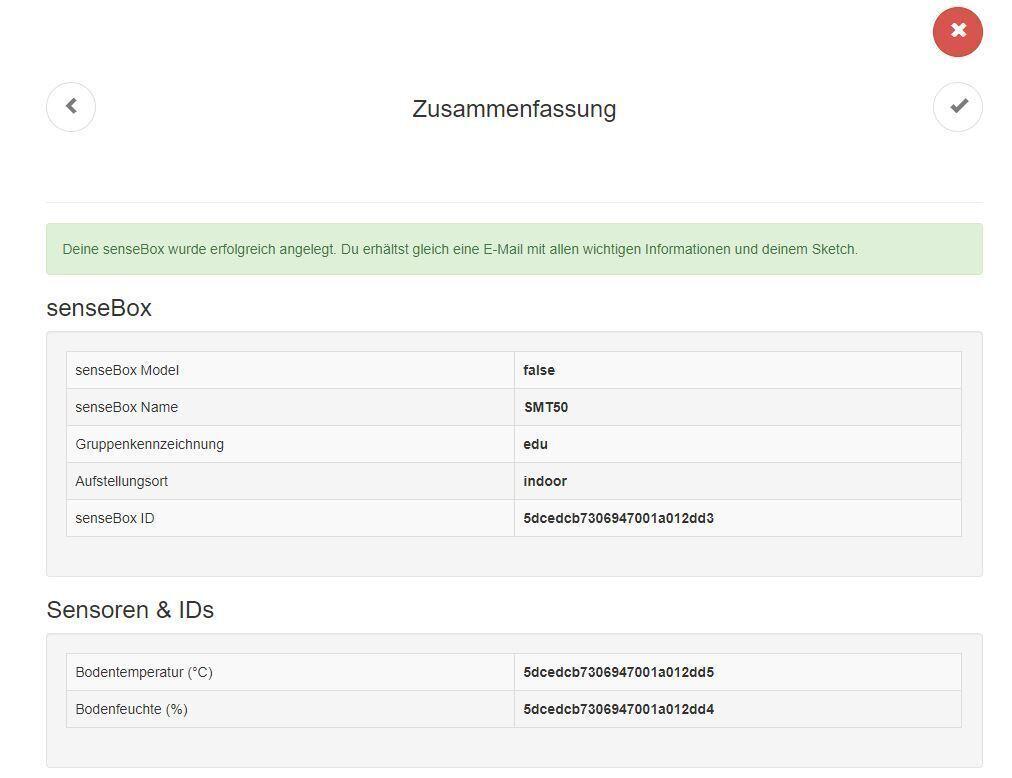 Zusammenfassung
Deine senseBox wurde erfolgreich angelegt. Du erhältst gleich eine E-Mail mit allen wichtigen Informationen und deinem Sketch.
senseBox
senseBox Model false
senseBox Name SMT50
Gruppenkennzeichnung edu
Aufstellungsort indoor
senseBox ID 5dcedcb7306947001a012dd3
Sensoren & IDs
Bodentemperatur (°C) 5dcedcb7306947001a012dd5
Bodenfeuchte (%) 5dcedcb7306947001a012dd4